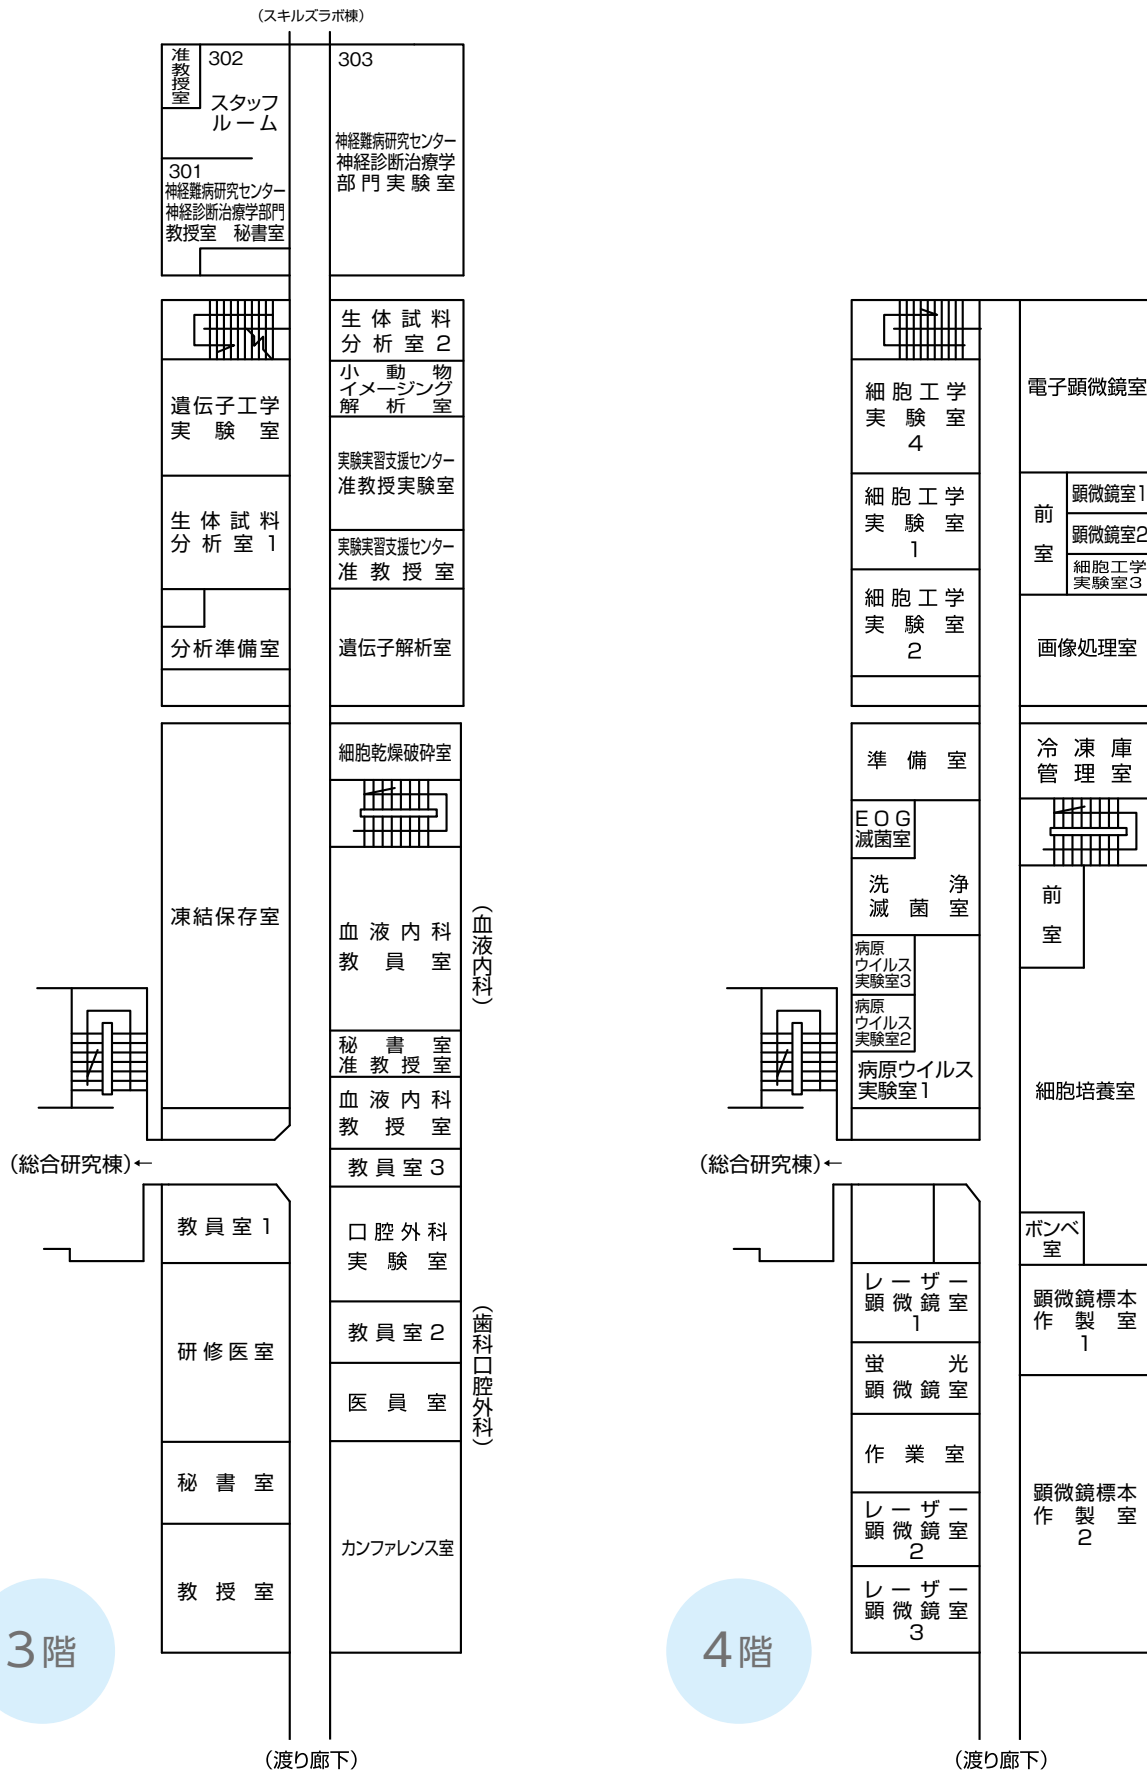 (スキルズラボ棟)
准教授室
302
スタッフ
ルーム
301
神経難病研究センター
神経診断治療学部門
教授室 秘書室
303
神経難病研究センター
神経診断治療学
部門実験室
遺伝子工学
実験室
生体試料
分析室1
分析準備室
生体試料
分析室2
小動物
イメージング
解析室
実験実習支援センター
准教授実験室
実験実習支援センター
准教授室
遺伝子解析室
凍結保存室
細胞乾燥破砕室
血液内科
教員室
秘書室
准教授室
血液内科
教授室
(血液内科)
(総合研究棟)←
教員室3
教員室1
口腔外科
実験室
研修医室
教員室2
医員室
(歯科口腔外科)
秘書室
教授室
カンファレンス室
3階
(渡り廊下)
細胞工学
実験室
4
細胞工学
実験室
1
細胞工学
実験室
2
電子顕微鏡室
前室
顕微鏡室1
顕微鏡室2
細胞工学
実験室3
画像処理室
準備室
EOG
滅菌室
洗浄
滅菌室
病原
ウイルス
実験室3
病原
ウイルス
実験室2
病原ウイルス
実験室1
冷凍庫
管理室
前室
細胞培養室
(総合研究棟)←
ボンベ
室
レーザー
顕微鏡室
1
蛍光
顕微鏡室
作業室
レーザー
顕微鏡室
2
レーザー
顕微鏡室
3
顕微鏡標本
作製室
1
顕微鏡標本
作製室
2
4階
(渡り廊下)